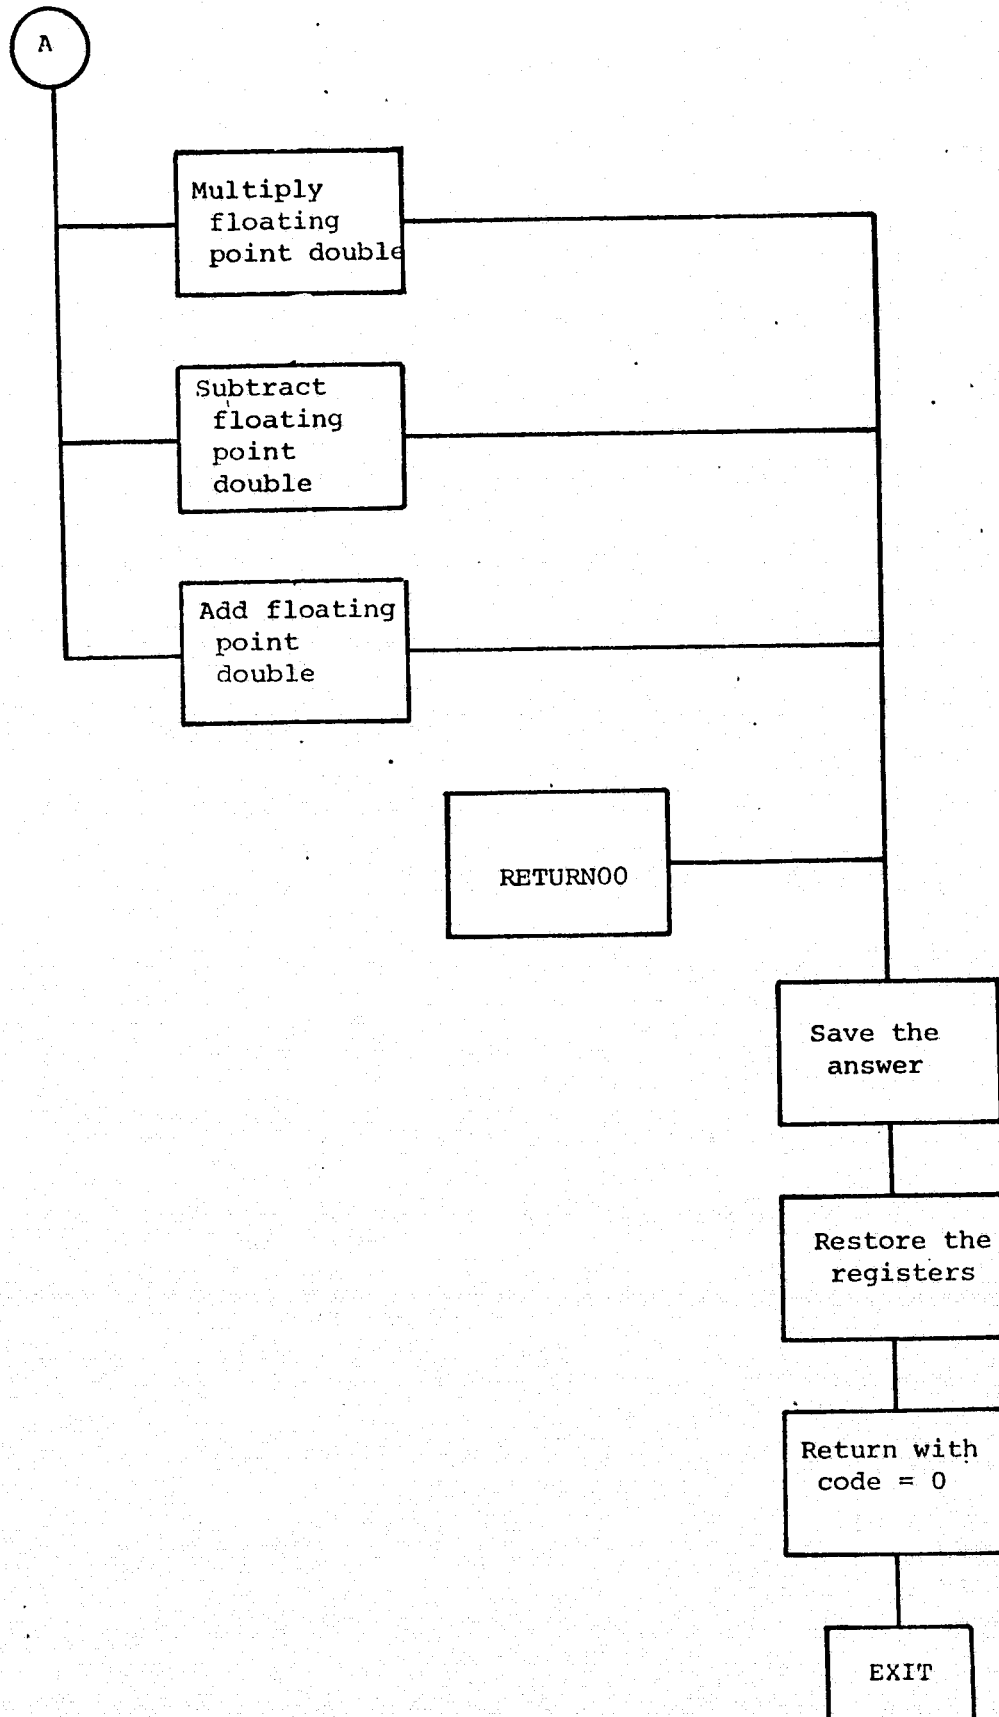 A
Multiply
floating
point double
Subtract
floating
point
double
Add floating
point
double
RETURN00
Save the
answer
Restore the
registers
Return with
code = 0
EXIT